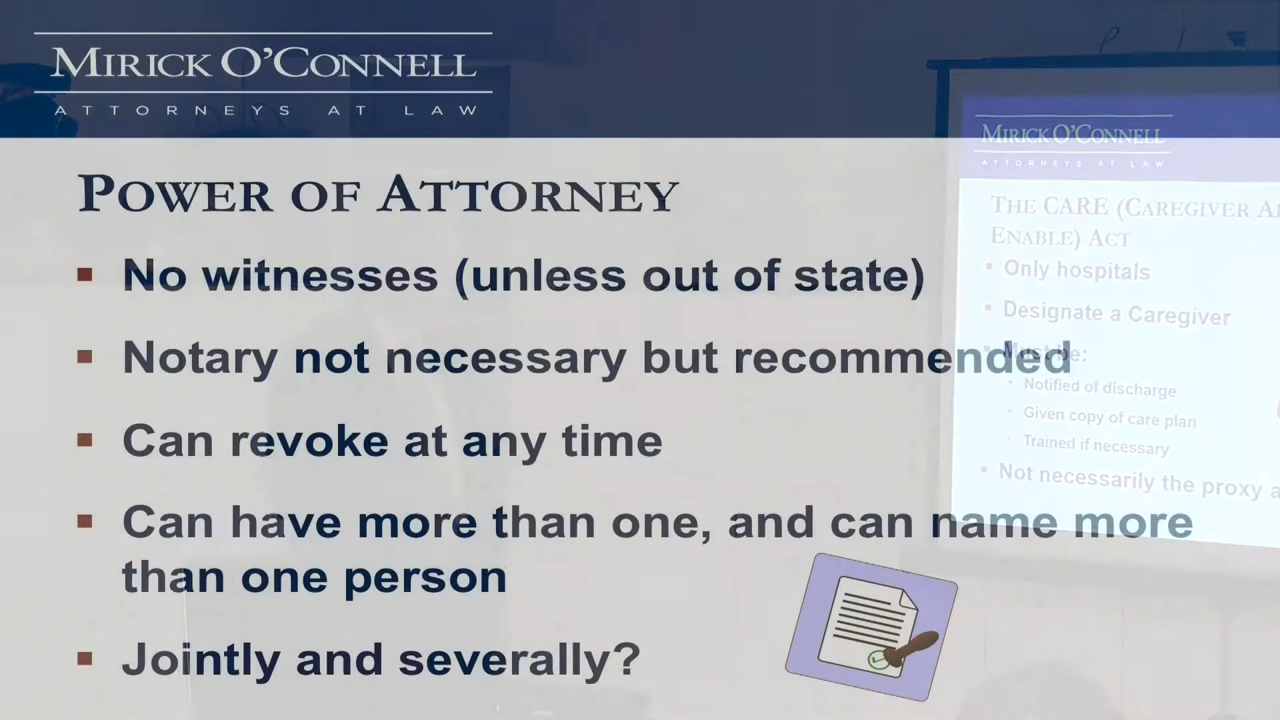 MIRICK O'CONNELL
ATTORNEYS AT LAW
POWER OF ATTORNEY
▪ No witnesses (unless out of state)
▪ Notary not necessary but recommended
▪ Can revoke at any time
▪ Can have more than one, and can name more
than one person
▪ Jointly and severally?
MIRICK O'CONNELL
ATTORNEYS AT LAW
THE CARE (CAREGIVER
ENABLE) ACT
• Only hospitals
• Designate a Caregiver
• Must be:
• Notified of discharge
• Given copy of care plan
• Trained if necessary
• Not necessarily the proxy